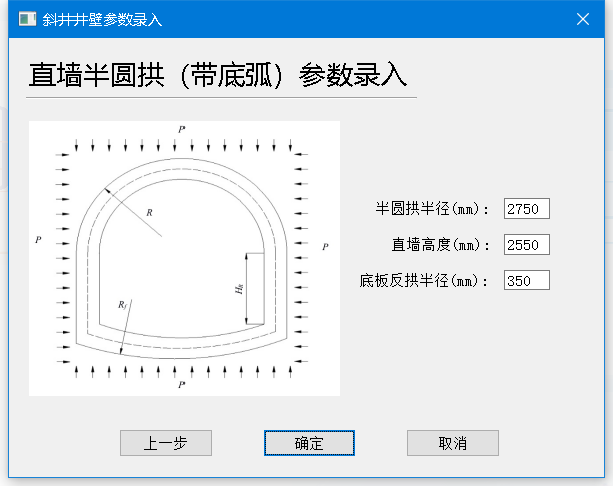 斜井井壁参数录入
直墙半圆拱（带底弧）参数录入
P
R
P
P
H_R
R_f
P
半圆拱半径(mm)： 2750
直墙高度(mm)： 2550
底板反拱半径(mm)： 350
上一步 确定 取消